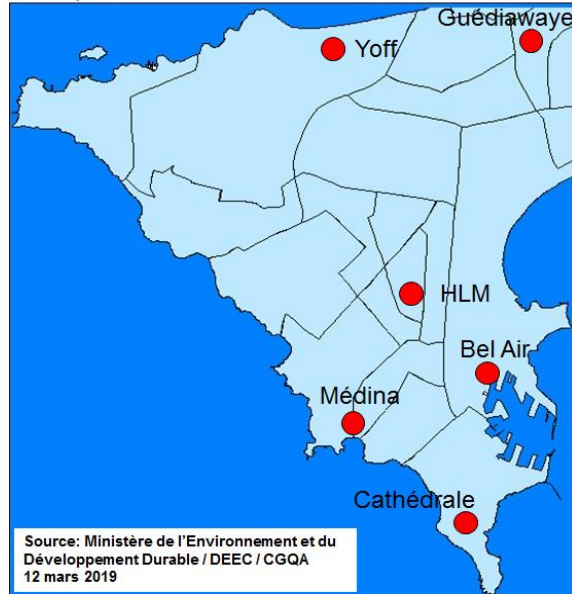 Guédiawaye
Yoff
HLM
Bel Air
Médina
Cathédrale
Source: Ministère de l'Environnement et du
Développement Durable / DEEC / CGQA
12 mars 2019